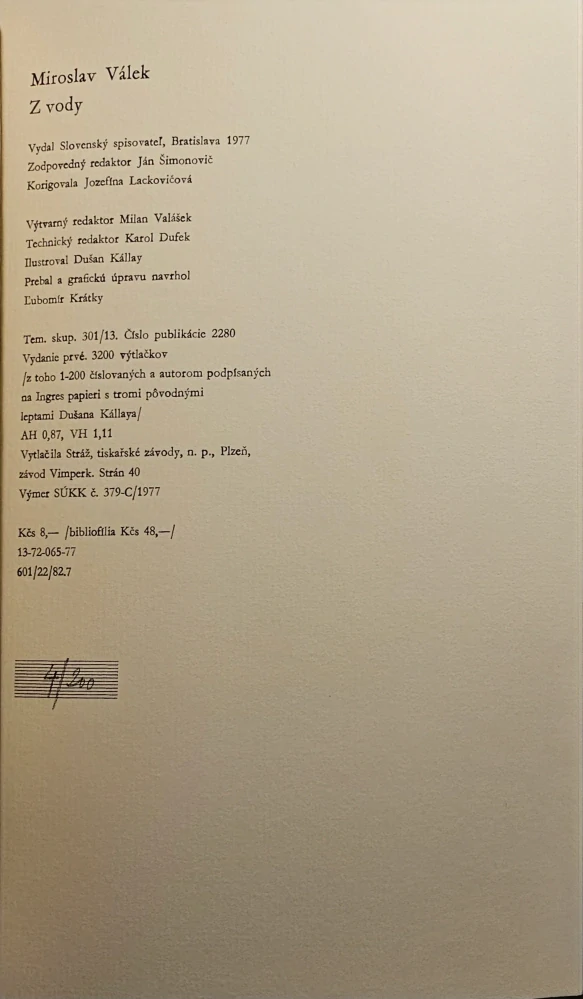 Miroslav Válek
Z vody
Vydal Slovenský spisovateľ, Bratislava 1977
Zodpovedný redaktor Ján Šimonovič
Korigovala Jozefína Lackovičová
Výtvarný redaktor Milan Valášek
Technický redaktor Karol Dufek
Ilustroval Dušan Kállay
Prebal a grafickú úpravu navrhol
Ľubomír Krátky
Tem. skup. 301/13. Číslo publikácie 2280
Vydanie prvé. 3200 výtlačkov
/z toho 1-200 číslovaných a autorom podpísaných
na Ingres papieri s tromi pôvodnými
leptami Dušana Kállaya/
AH 0,87, VH 1,11
Vytlačila Stráž, tiskařské závody, n. p., Plzeň,
závod Vimperk. Strán 40
Výmer SÚKK č. 379-C/1977
Kčs 8,— /bibliofília Kčs 48,—/
13-72-065-77
601/22/82.7
4/200